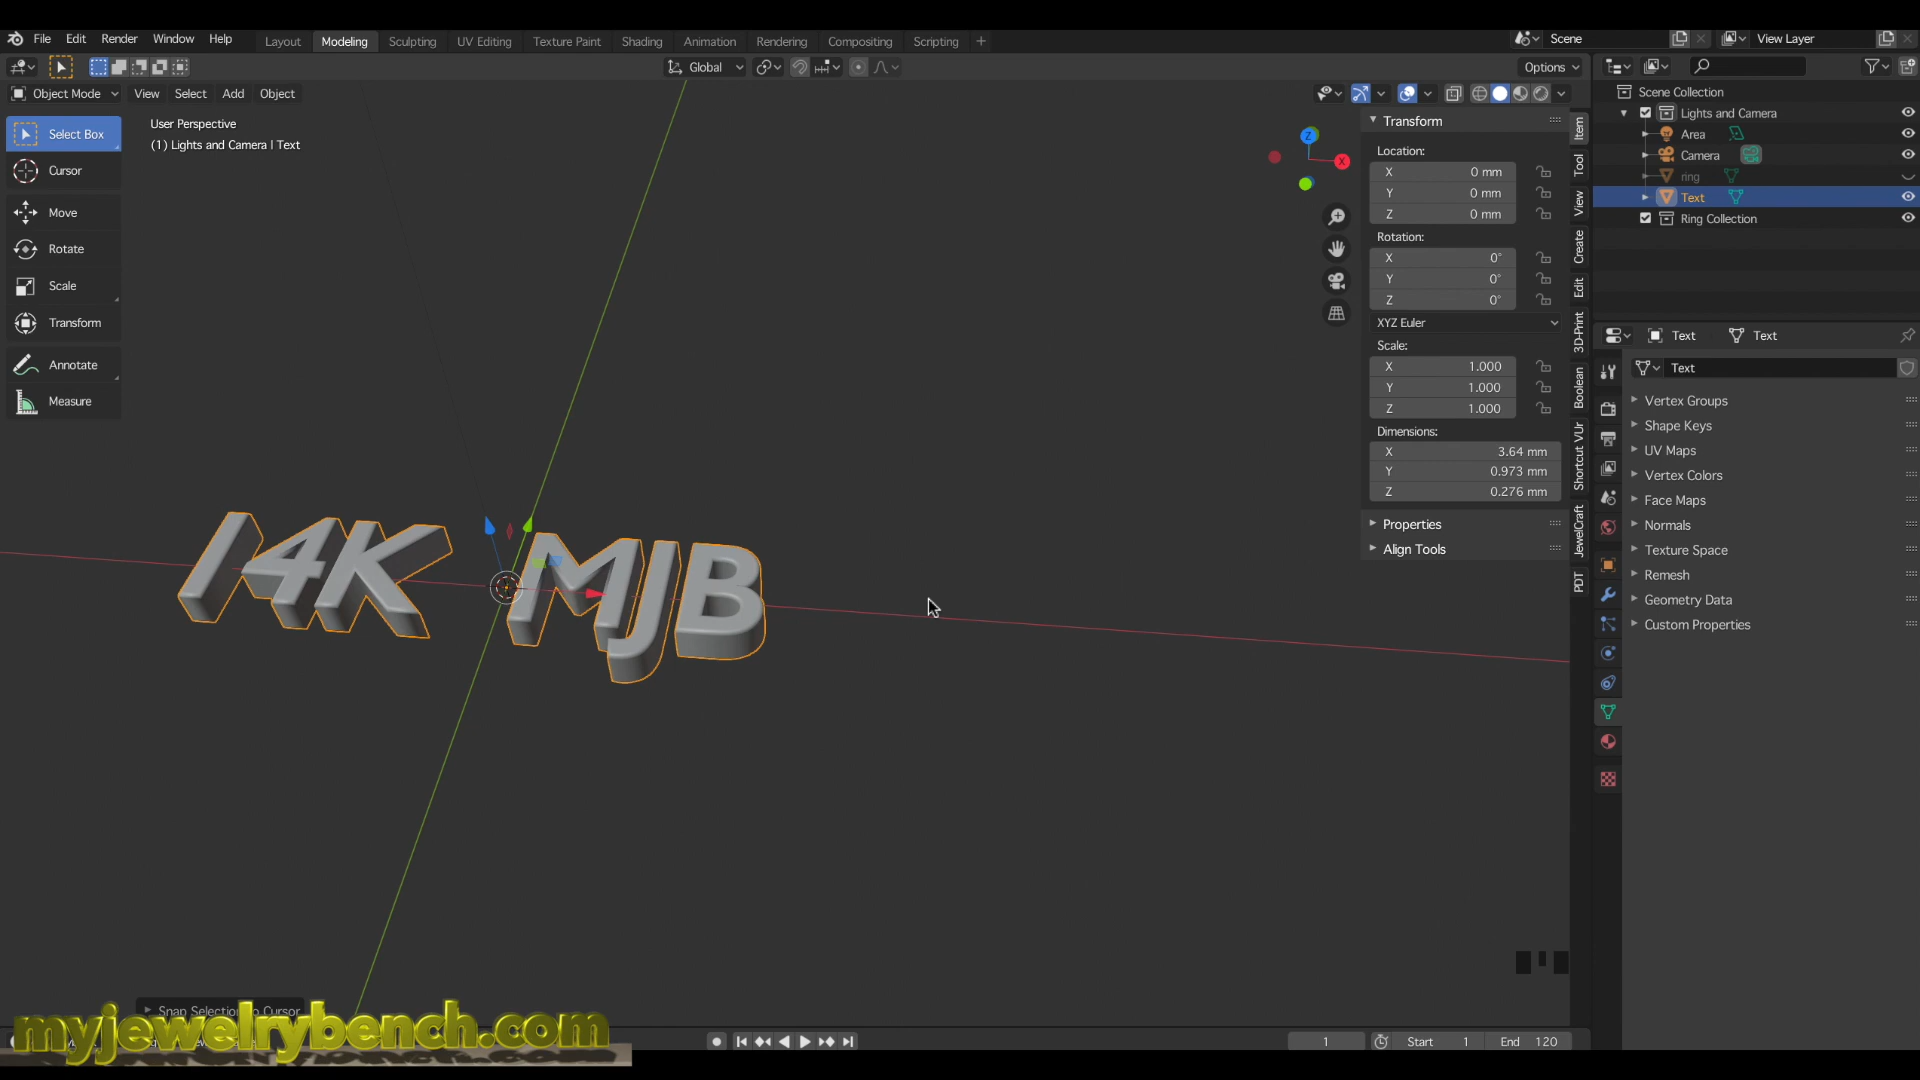 File Edit Render Window Help Layout Modeling Sculpting UV Editing Texture Paint Shading Animation Rendering Compositing Scripting + Scene View Layer
Global Options
Object Mode View Select Add Object
User Perspective
(1) Lights and Camera | Text
Select Box
Cursor
Move
Rotate
Scale
Transform
Annotate
Measure
14K MJB
Z
X
Transform
Location:
X 0 mm
Y 0 mm
Z 0 mm
Rotation:
X 0°
Y 0°
Z 0°
XYZ Euler
Scale:
X 1.000
Y 1.000
Z 1.000
Dimensions:
X 3.64 mm
Y 0.973 mm
Z 0.276 mm
Properties
Align Tools
Item
Tool
View
Create
Edit
3D-Print
Boolean
Shortcut VUr
JewelCraft
PDT
Scene Collection
Lights and Camera
Area
Camera
ring
Text
Ring Collection
Text Text
Text
Vertex Groups
Shape Keys
UV Maps
Vertex Colors
Face Maps
Normals
Texture Space
Remesh
Geometry Data
Custom Properties
Snap Selection to Cursor
myjewelrybench.com
1 Start 1 End 120